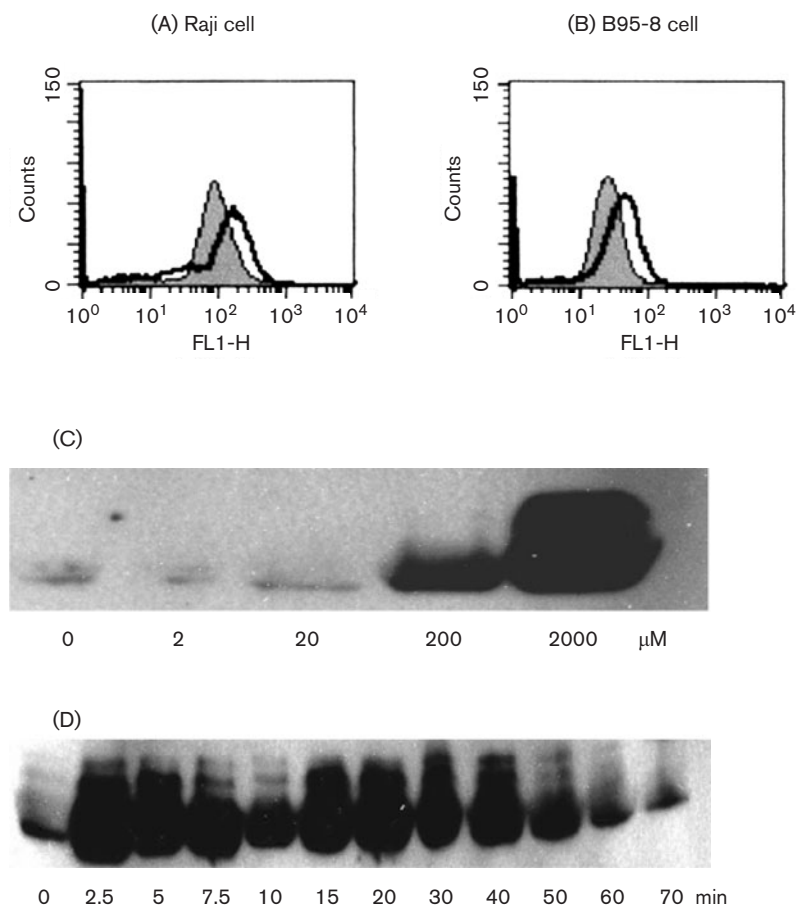 (A) Raji cell
150
Counts
0
10⁰ 10¹ 10² 10³ 10⁴
FL1-H
(B) B95-8 cell
150
Counts
0
10⁰ 10¹ 10² 10³ 10⁴
FL1-H
(C)
0 2 20 200 2000 µM
(D)
0 2.5 5 7.5 10 15 20 30 40 50 60 70 min